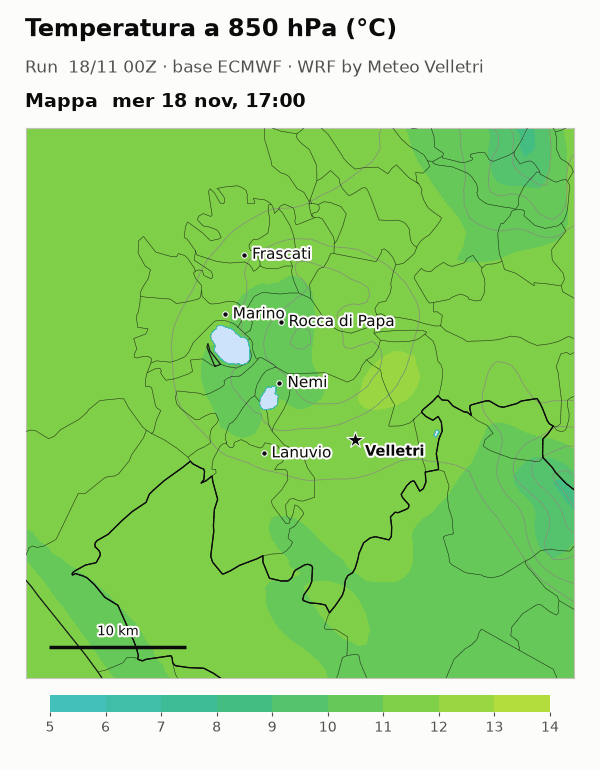 Temperatura a 850 hPa (°C)
Run  18/11 00Z · base ECMWF · WRF by Meteo Velletri
Mappa  mer 18 nov, 17:00
Frascati
Marino
Rocca di Papa
Nemi
Velletri
Lanuvio
10 km
5 6 7 8 9 10 11 12 13 14